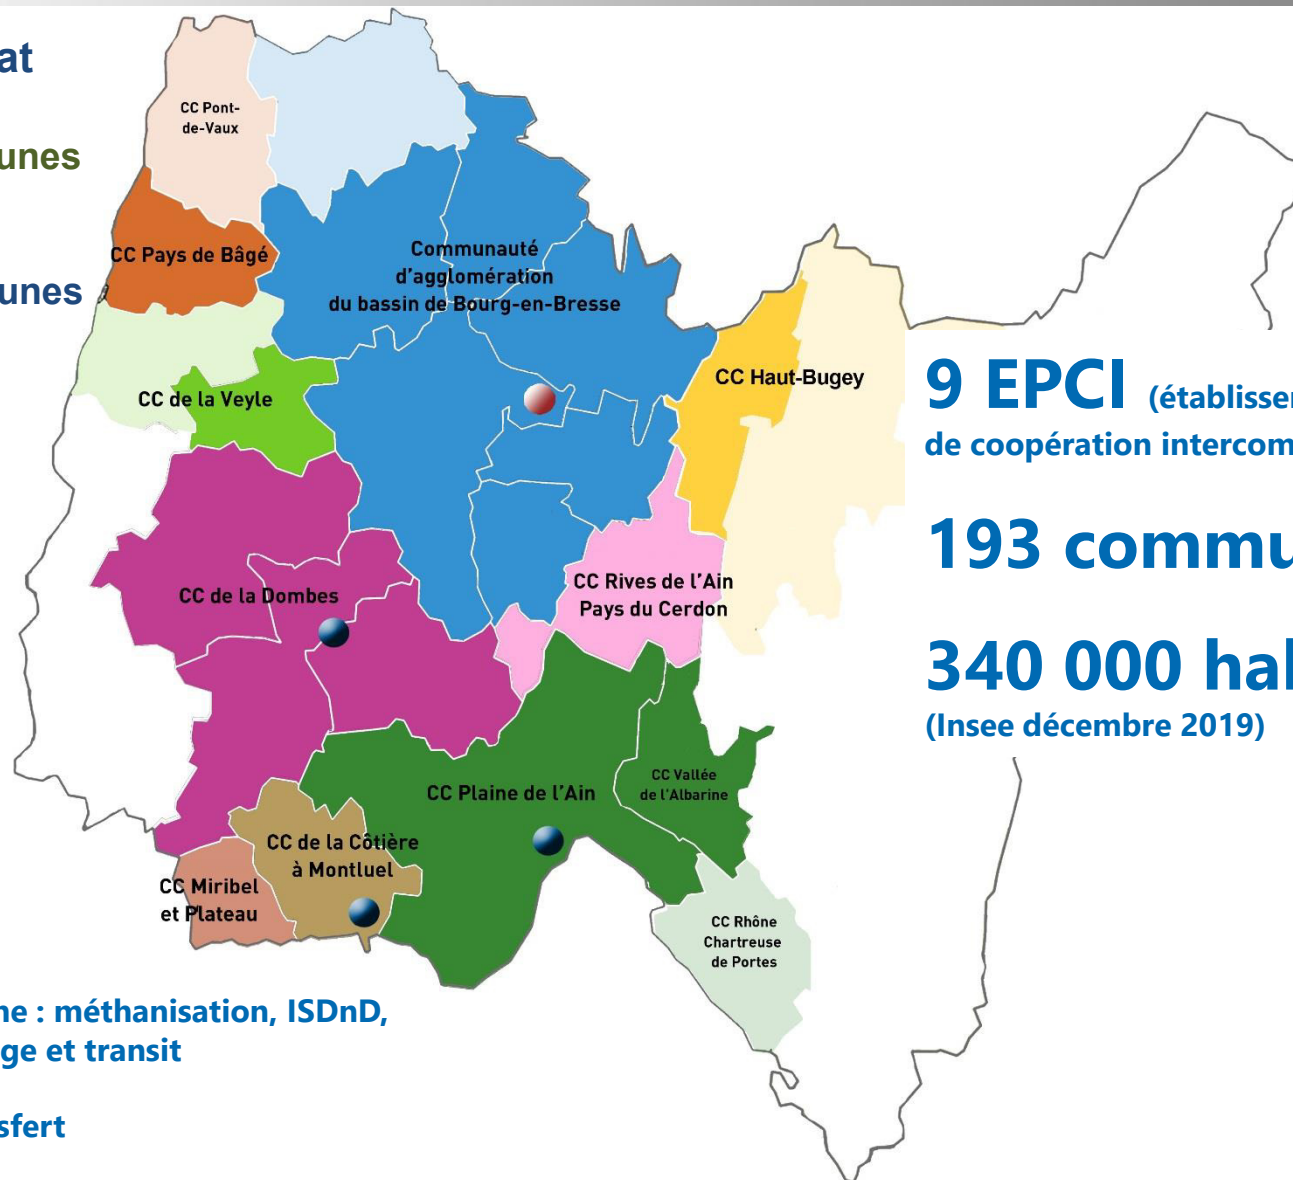 at
unes
unes
CC Pont-
de-Vaux
CC Pays de Bâgé
Communauté
d'agglomération
du bassin de Bourg-en-Bresse
CC de la Veyle
CC Haut-Bugey
CC Rives de l'Ain
Pays du Cerdon
CC de la Dombes
CC Plaine de l'Ain
CC Vallée
de l'Albarine
CC de la Côtière
à Montluel
CC Miribel
et Plateau
CC Rhône
Chartreuse
de Portes
9 EPCI (établisse
de coopération intercom
193 commu
340 000 hal
(Insee décembre 2019)
ne : méthanisation, ISDnD,
ge et transit
sfert